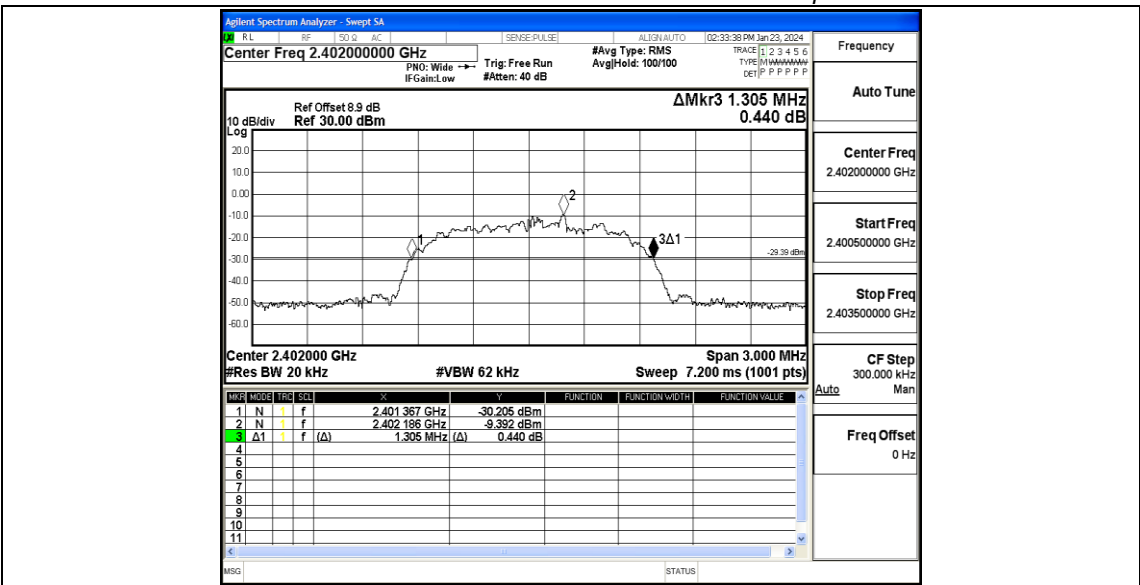 Agilent Spectrum Analyzer - Swept SA
RL RF 50 Ω AC SENSE:PULSE ALIGNAUTO 02:33:38 PM Jan 23, 2024
Center Freq 2.402000000 GHz
PNO: Wide
IFGain:Low
Trig: Free Run
#Atten: 40 dB
#Avg Type: RMS
Avg|Hold: 100/100
TRACE 1 2 3 4 5 6
TYPE M
DET P P P P P P
Ref Offset 8.9 dB
10 dB/div Ref 30.00 dBm
Log
ΔMkr3 1.305 MHz
0.440 dB
20.0
10.0
0.00
-10.0
-20.0
-30.0
-40.0
-50.0
-60.0
1
2
3Δ1
-29.39 dBm
Center 2.402000 GHz Span 3.000 MHz
#Res BW 20 kHz #VBW 62 kHz Sweep 7.200 ms (1001 pts)
MKR MODE TRC SCL X Y FUNCTION FUNCTION WIDTH FUNCTION VALUE
1 N 1 f 2.401 367 GHz -30.205 dBm
2 N 1 f 2.402 186 GHz -9.392 dBm
3 Δ1 1 f (Δ) 1.305 MHz (Δ) 0.440 dB
4
5
6
7
8
9
10
11
MSG STATUS
Frequency
Auto Tune
Center Freq
2.402000000 GHz
Start Freq
2.400500000 GHz
Stop Freq
2.403500000 GHz
CF Step
300.000 kHz
Auto Man
Freq Offset
0 Hz